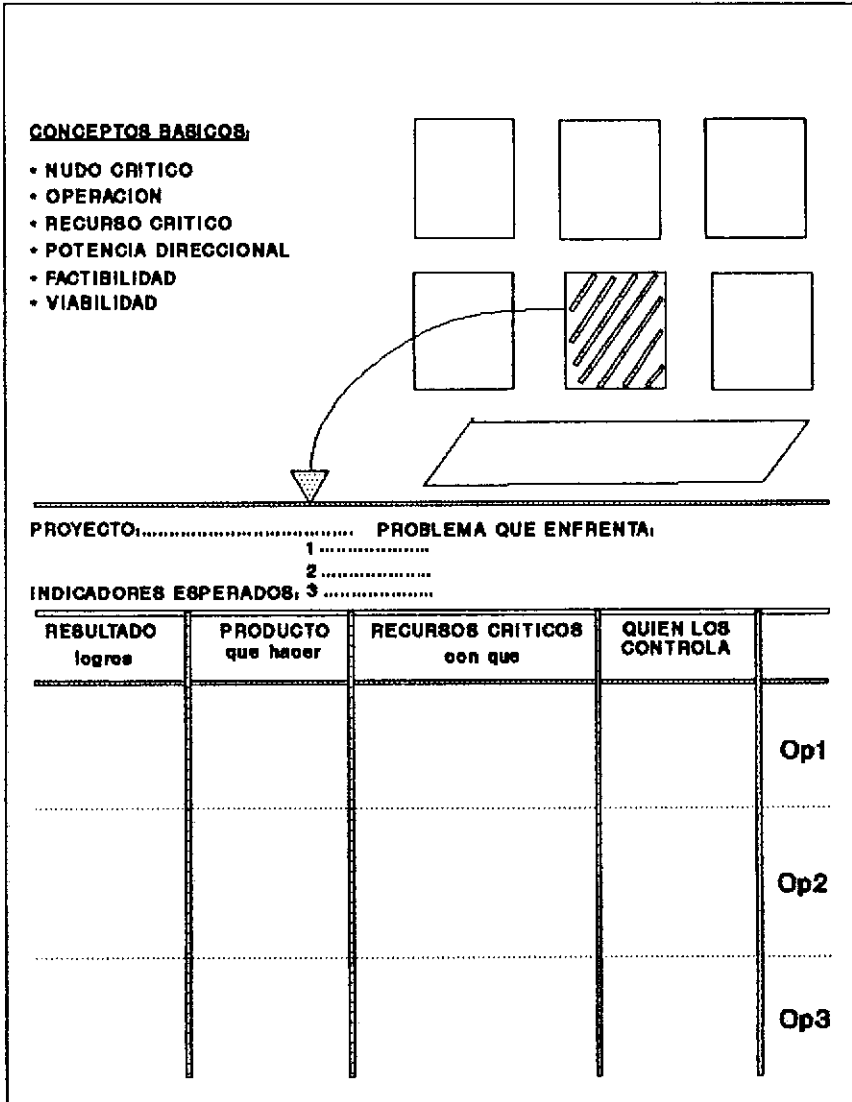 CONCEPTOS BASICOS:
• NUDO CRITICO
• OPERACION
• RECURSO CRITICO
• POTENCIA DIRECCIONAL
• FACTIBILIDAD
• VIABILIDAD
PROYECTO:.................................... PROBLEMA QUE ENFRENTA:
1 ..................
2 ..................
INDICADORES ESPERADOS: 3 ..................
RESULTADO PRODUCTO RECURSOS CRITICOS QUIEN LOS
logros que hacer con que CONTROLA
Op1
Op2
Op3